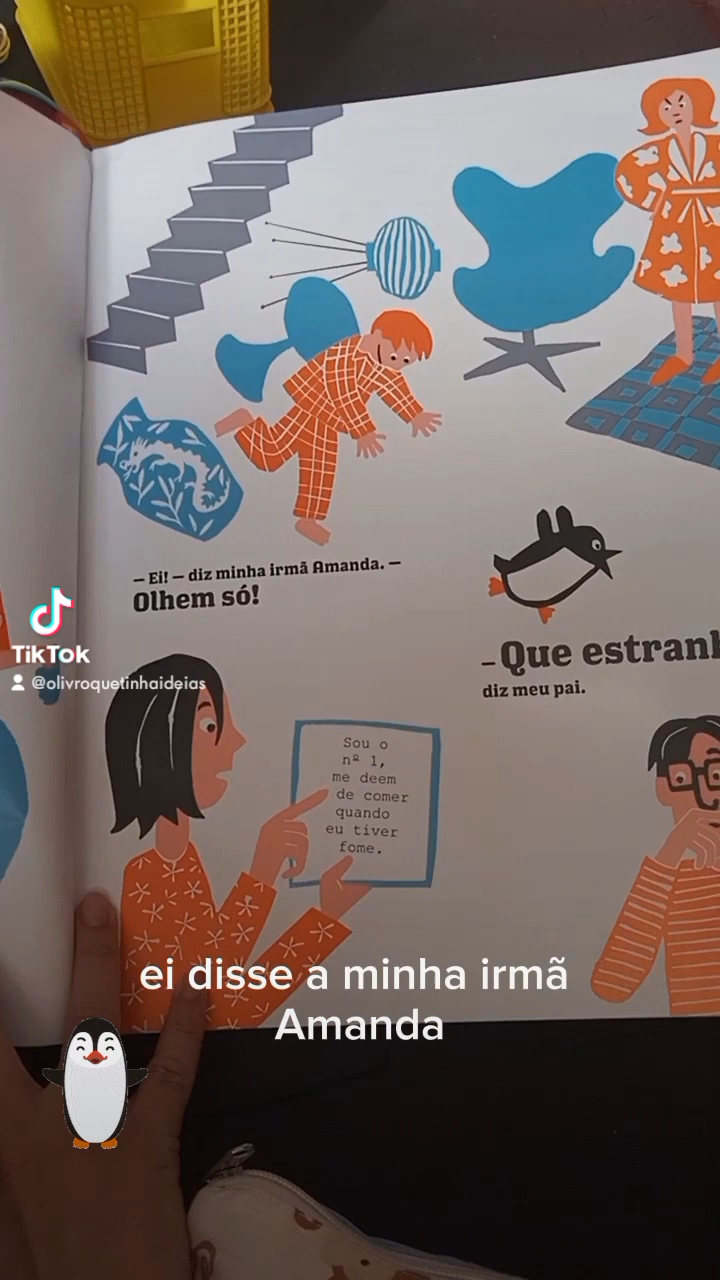 — Ei! — diz minha irmã Amanda. —
Olhem só!
— Que
diz meu pai.
Sou o
nº 1,
me deem
de comer
quando
eu tiver
fome.
TikTok
@olivroquetinhaideias
ei disse a minha irmã
Amanda